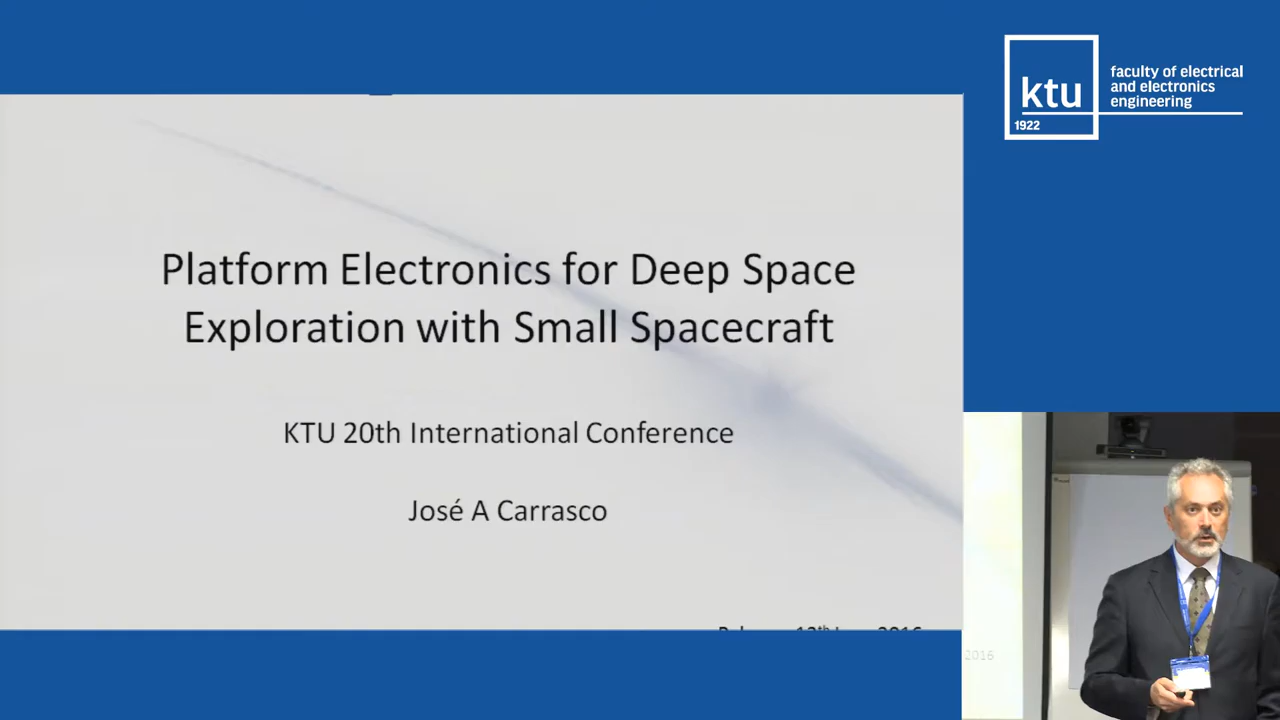 ktu
1922
faculty of electrical
and electronics
engineering
Platform Electronics for Deep Space
Exploration with Small Spacecraft
KTU 20th International Conference
José A Carrasco
2016